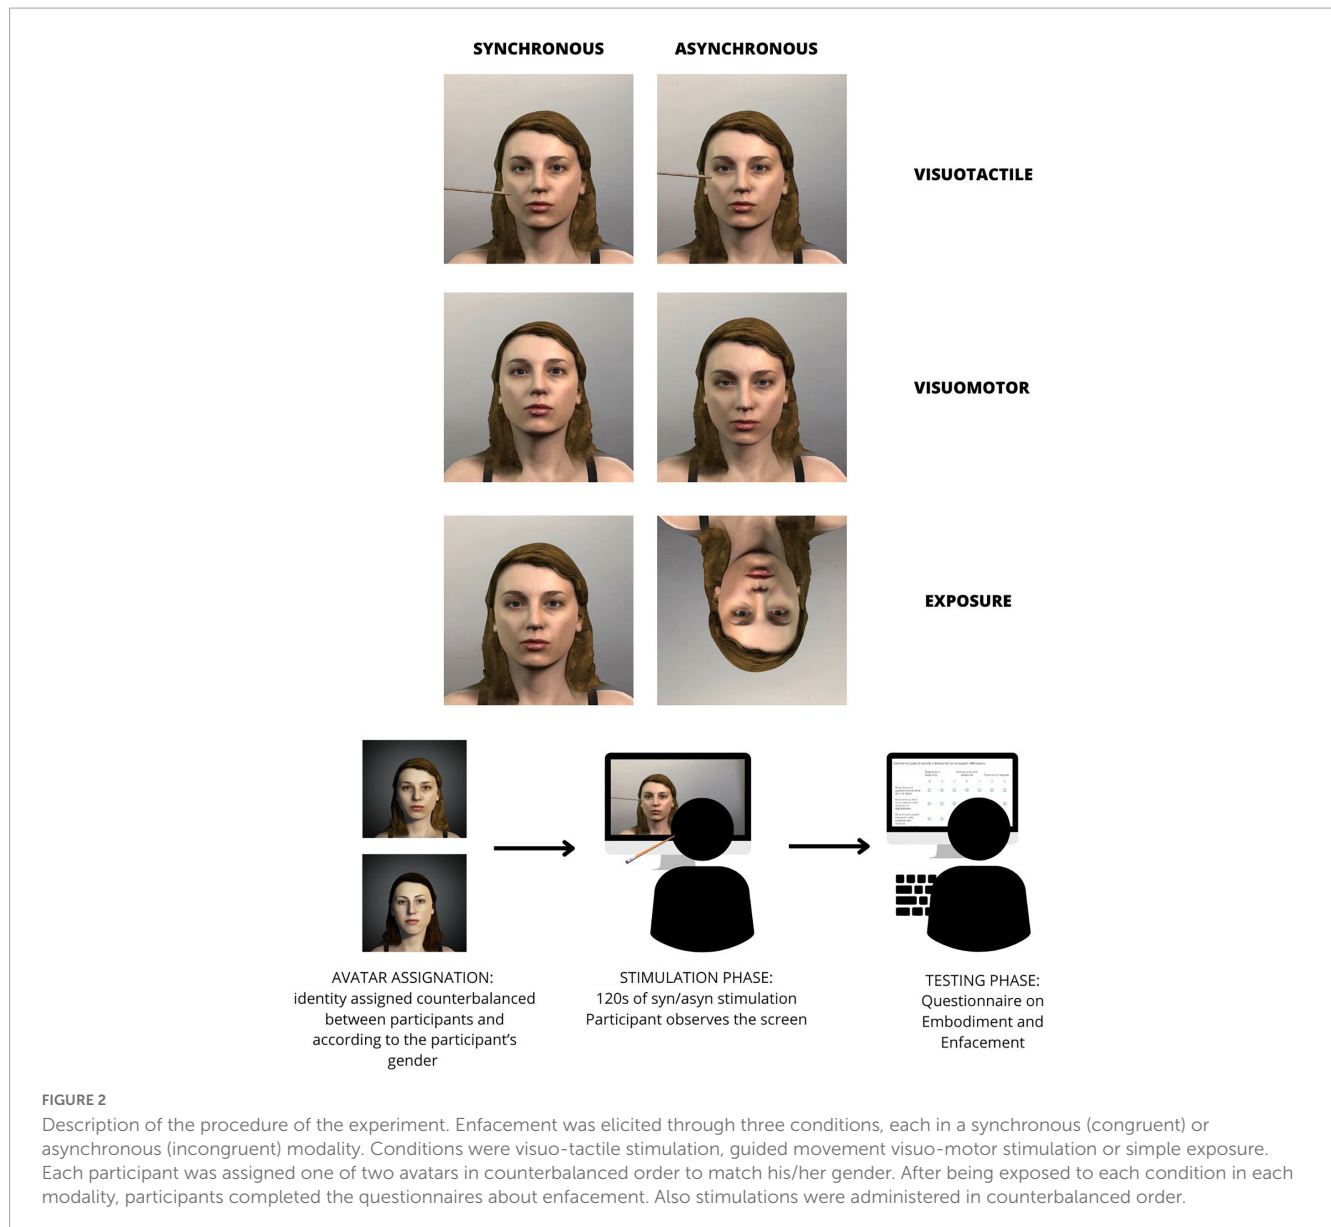 SYNCHRONOUS
ASYNCHRONOUS
VISUOTACTILE
VISUOMOTOR
EXPOSURE
AVATAR ASSIGNATION:
identity assigned counterbalanced
between participants and
according to the participant's
gender
STIMULATION PHASE:
120s of syn/asyn stimulation
Participant observes the screen
TESTING PHASE:
Questionnaire on
Embodiment and
Enfacement
FIGURE 2
Description of the procedure of the experiment. Enfacement was elicited through three conditions, each in a synchronous (congruent) or
asynchronous (incongruent) modality. Conditions were visuo-tactile stimulation, guided movement visuo-motor stimulation or simple exposure.
Each participant was assigned one of two avatars in counterbalanced order to match his/her gender. After being exposed to each condition in each
modality, participants completed the questionnaires about enfacement. Also stimulations were administered in counterbalanced order.